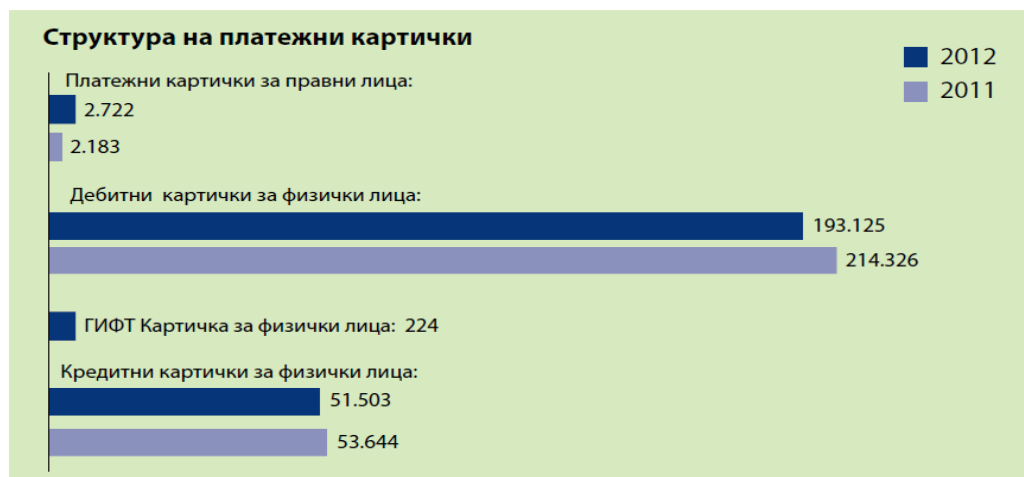 Структура на платежни картички
2012
2011
Платежни картички за правни лица:
2.722
2.183
Дебитни картички за физички лица:
193.125
214.326
ГИФТ Картичка за физички лица: 224
Кредитни картички за физички лица:
51.503
53.644